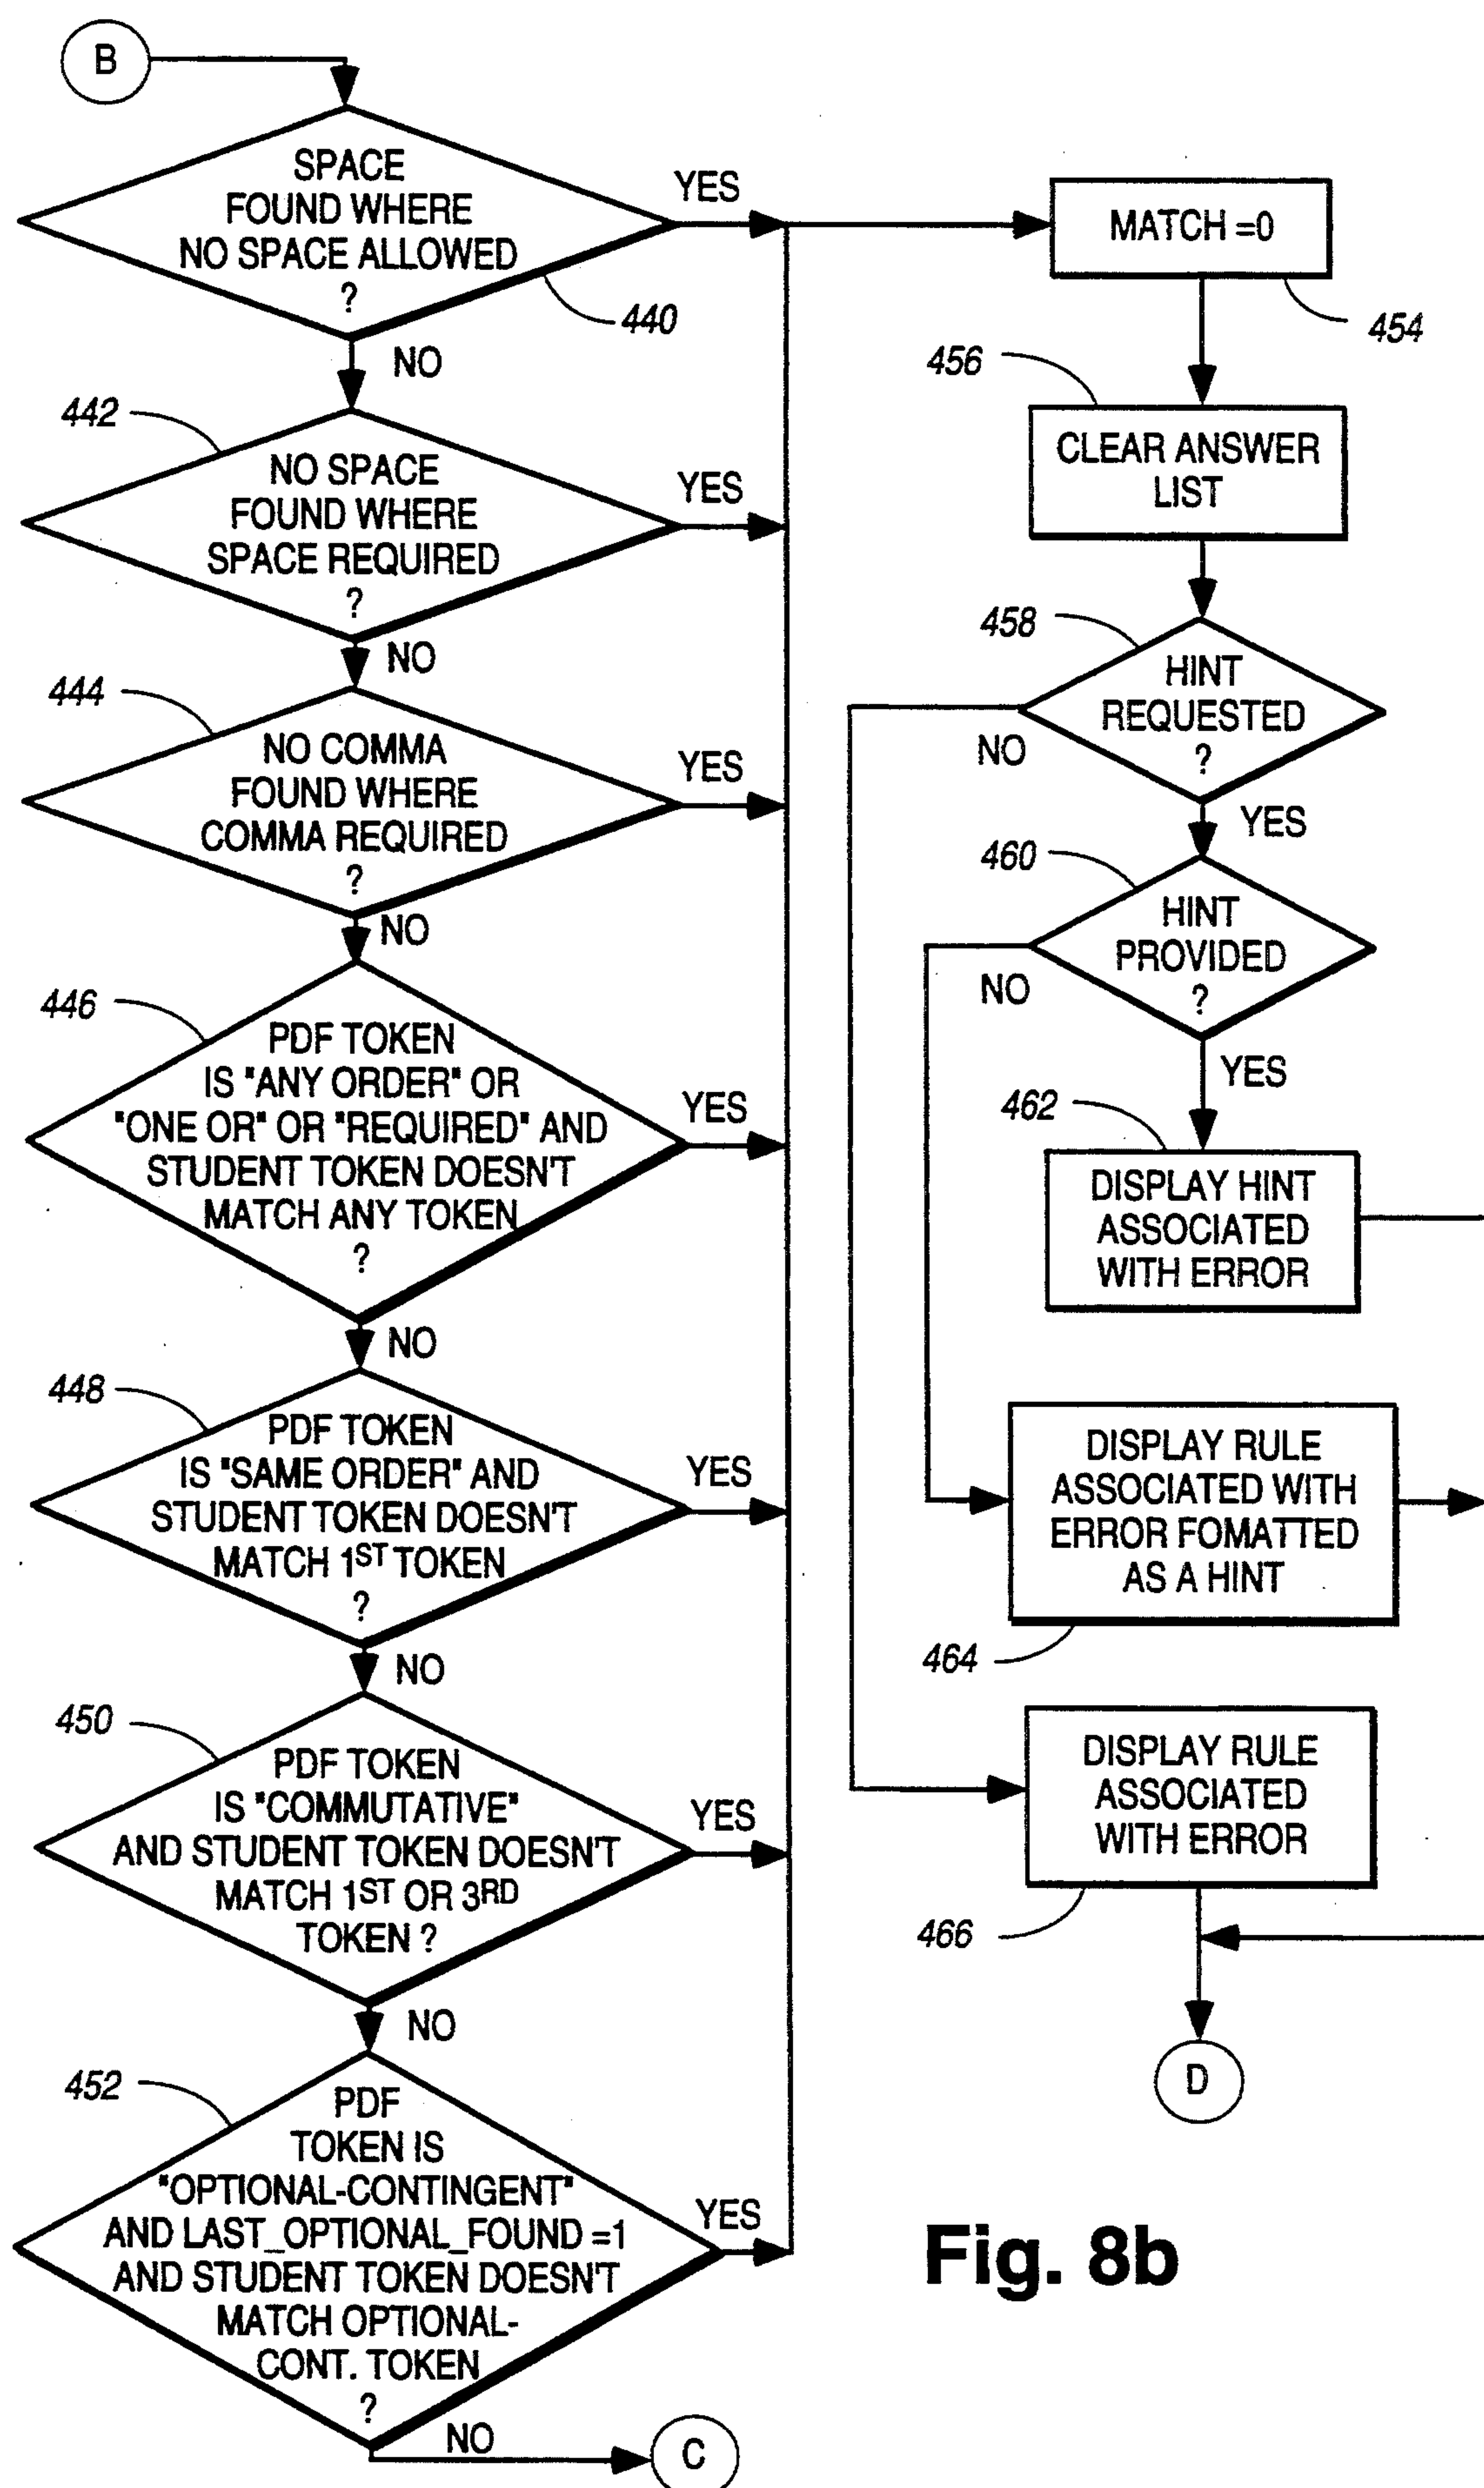 B
SPACE
FOUND WHERE
NO SPACE ALLOWED
?
YES
440
NO
442
NO SPACE
FOUND WHERE
SPACE REQUIRED
?
YES
NO
444
NO COMMA
FOUND WHERE
COMMA REQUIRED
?
YES
NO
446
PDF TOKEN
IS "ANY ORDER" OR
"ONE OR" OR "REQUIRED" AND
STUDENT TOKEN DOESN'T
MATCH ANY TOKEN
?
YES
NO
448
PDF TOKEN
IS "SAME ORDER" AND
STUDENT TOKEN DOESN'T
MATCH 1ST TOKEN
?
YES
NO
450
PDF TOKEN
IS "COMMUTATIVE"
AND STUDENT TOKEN DOESN'T
MATCH 1ST OR 3RD
TOKEN ?
YES
NO
452
PDF
TOKEN IS
"OPTIONAL-CONTINGENT"
AND LAST_OPTIONAL_FOUND =1
AND STUDENT TOKEN DOESN'T
MATCH OPTIONAL-
CONT. TOKEN
?
YES
NO
C
MATCH =0
454
456
CLEAR ANSWER
LIST
458
HINT
REQUESTED
?
NO
YES
460
HINT
PROVIDED
?
NO
YES
462
DISPLAY HINT
ASSOCIATED
WITH ERROR
DISPLAY RULE
ASSOCIATED WITH
ERROR FOMATTED
AS A HINT
464
DISPLAY RULE
ASSOCIATED
WITH ERROR
466
D
Fig. 8b